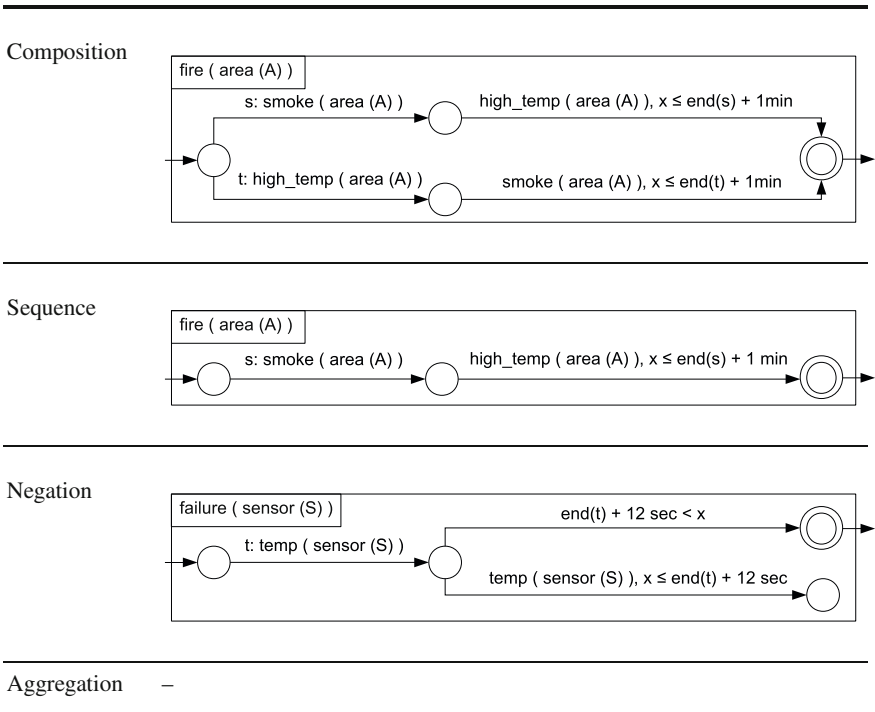 Composition
fire ( area (A) )
s: smoke ( area (A) )
high_temp ( area (A) ), x ≤ end(s) + 1min
t: high_temp ( area (A) )
smoke ( area (A) ), x ≤ end(t) + 1min
Sequence
fire ( area (A) )
s: smoke ( area (A) )
high_temp ( area (A) ), x ≤ end(s) + 1 min
Negation
failure ( sensor (S) )
end(t) + 12 sec < x
t: temp ( sensor (S) )
temp ( sensor (S) ), x ≤ end(t) + 12 sec
Aggregation –